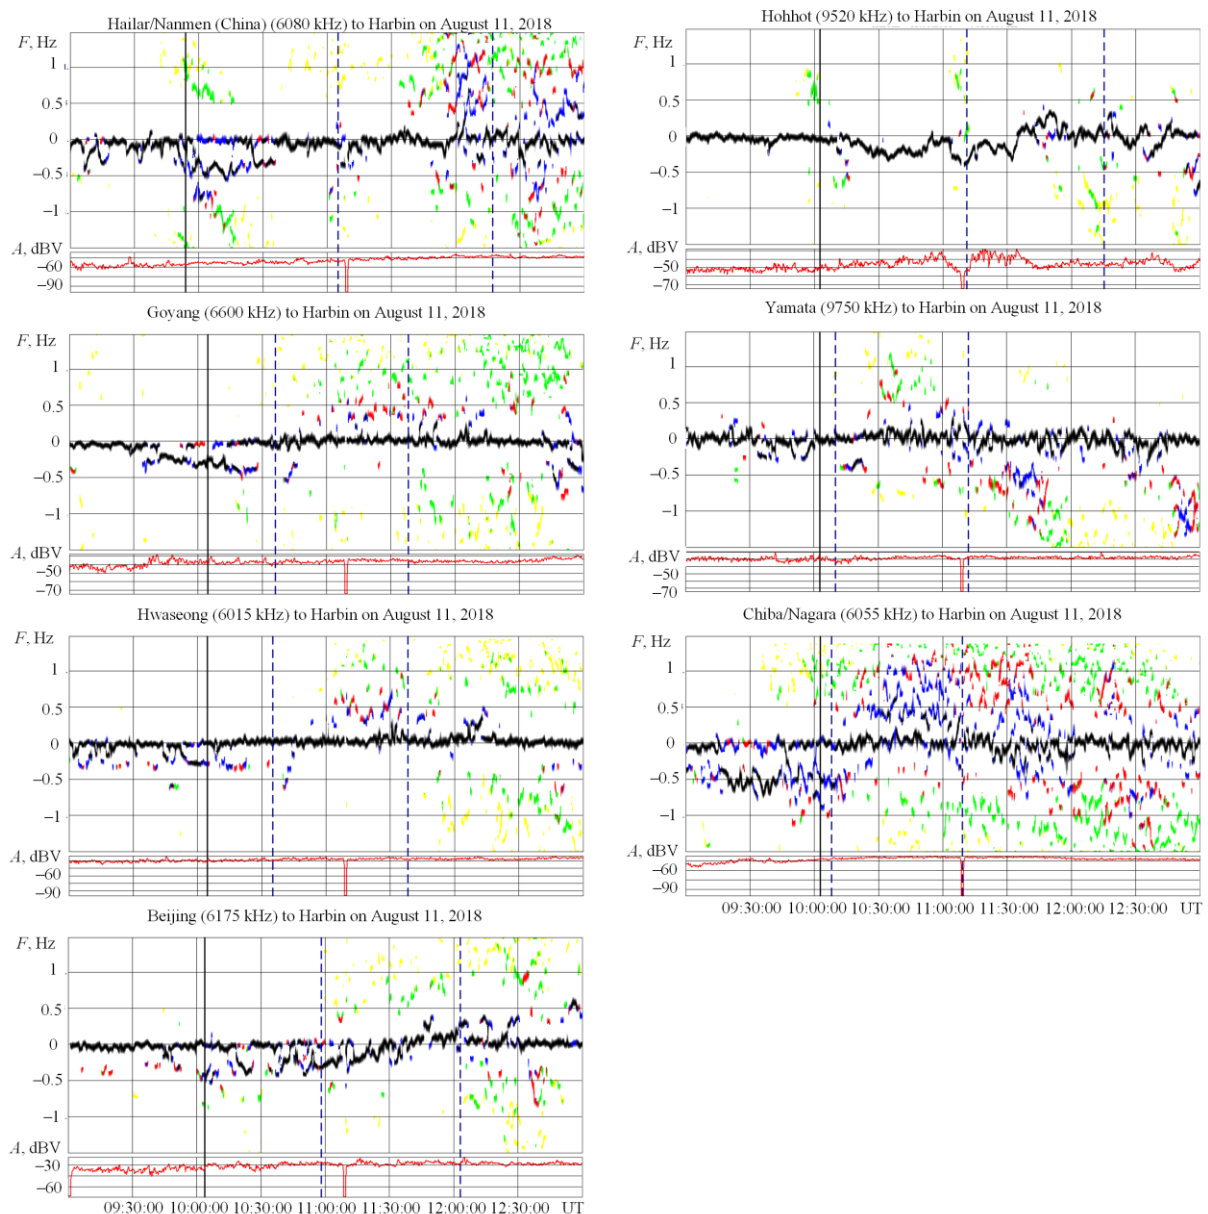 Hailar/Nanmen (China) (6080 kHz) to Harbin on August 11, 2018
F, Hz
1
0.5
0
−0.5
−1
A, dBV
−60
−90
Goyang (6600 kHz) to Harbin on August 11, 2018
F, Hz
1
0.5
0
−0.5
−1
A, dBV
−50
−70
Hwaseong (6015 kHz) to Harbin on August 11, 2018
F, Hz
1
0.5
0
−0.5
−1
A, dBV
−60
−90
Beijing (6175 kHz) to Harbin on August 11, 2018
F, Hz
1
0.5
0
−0.5
−1
A, dBV
−30
−60
09:30:00 10:00:00 10:30:00 11:00:00 11:30:00 12:00:00 12:30:00 UT
Hohhot (9520 kHz) to Harbin on August 11, 2018
F, Hz
1
0.5
0
−0.5
−1
A, dBV
−50
−70
Yamata (9750 kHz) to Harbin on August 11, 2018
F, Hz
1
0.5
0
−0.5
−1
A, dBV
−50
−70
Chiba/Nagara (6055 kHz) to Harbin on August 11, 2018
F, Hz
1
0.5
0
−0.5
−1
A, dBV
−60
−90
09:30:00 10:00:00 10:30:00 11:00:00 11:30:00 12:00:00 12:30:00 UT